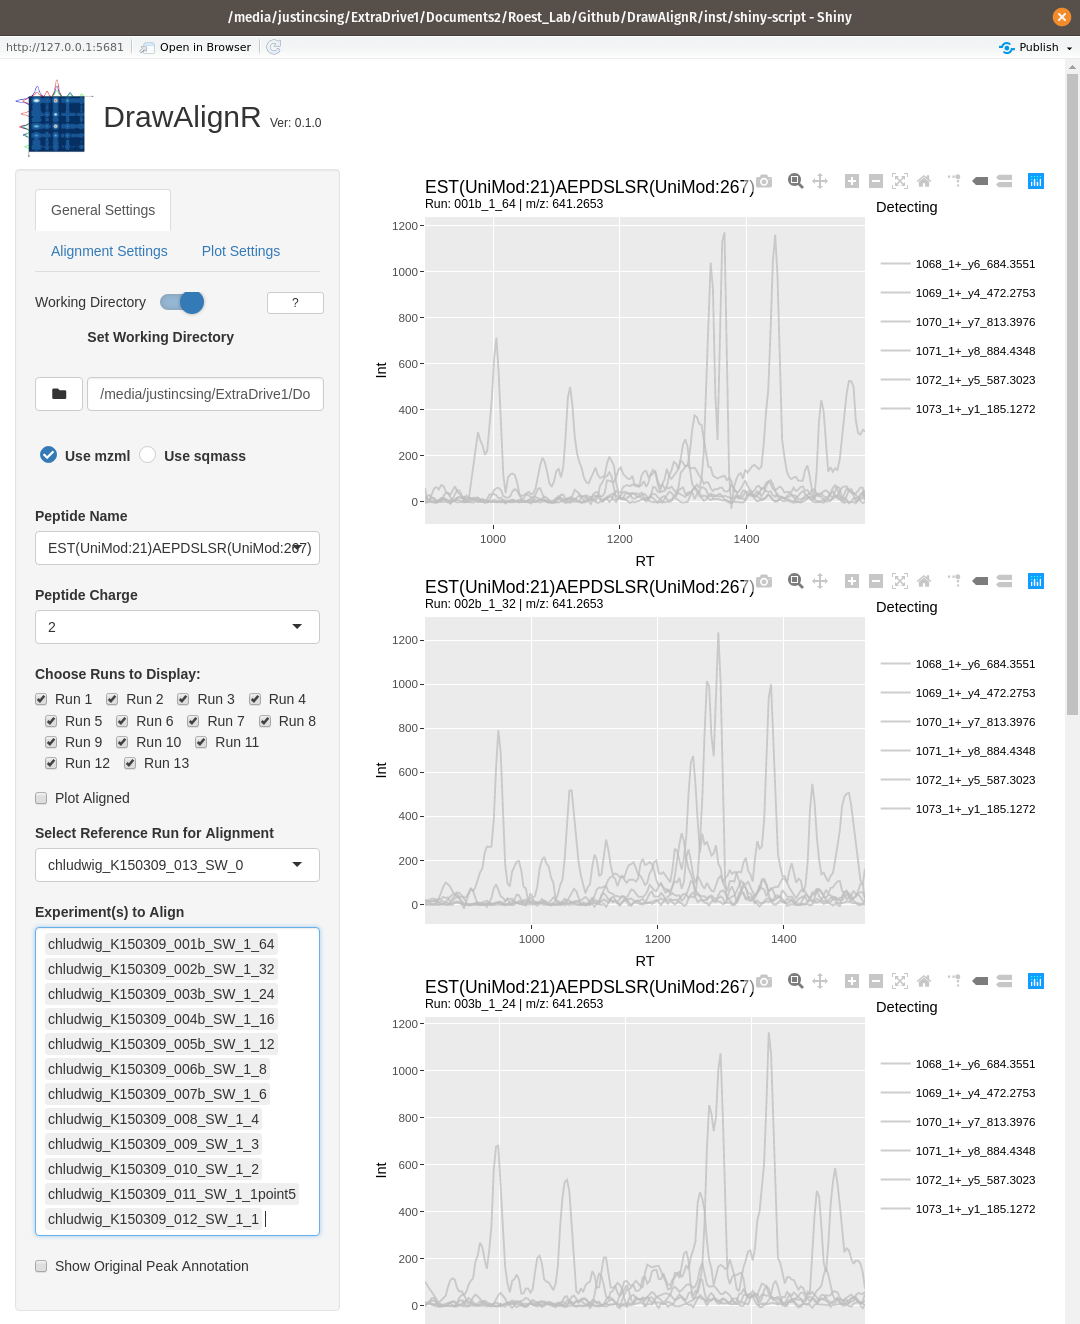 /media/justincsing/ExtraDrive1/Documents2/Roest_Lab/Github/DrawAlignR/inst/shiny-script - Shiny
http://127.0.0.1:5681 Open in Browser Publish
DrawAlignR Ver: 0.1.0
General Settings
Alignment Settings Plot Settings
Working Directory ?
Set Working Directory
/media/justincsing/ExtraDrive1/Do
Use mzml Use sqmass
Peptide Name
EST(UniMod:21)AEPDSLSR(UniMod:267)
Peptide Charge
2
Choose Runs to Display:
Run 1 Run 2 Run 3 Run 4
Run 5 Run 6 Run 7 Run 8
Run 9 Run 10 Run 11
Run 12 Run 13
Plot Aligned
Select Reference Run for Alignment
chludwig_K150309_013_SW_0
Experiment(s) to Align
chludwig_K150309_001b_SW_1_64
chludwig_K150309_002b_SW_1_32
chludwig_K150309_003b_SW_1_24
chludwig_K150309_004b_SW_1_16
chludwig_K150309_005b_SW_1_12
chludwig_K150309_006b_SW_1_8
chludwig_K150309_007b_SW_1_6
chludwig_K150309_008_SW_1_4
chludwig_K150309_009_SW_1_3
chludwig_K150309_010_SW_1_2
chludwig_K150309_011_SW_1_1point5
chludwig_K150309_012_SW_1_1
Show Original Peak Annotation
EST(UniMod:21)AEPDSLSR(UniMod:267)
Run: 001b_1_64 | m/z: 641.2653
Detecting
1068_1+_y6_684.3551
1069_1+_y4_472.2753
1070_1+_y7_813.3976
1071_1+_y8_884.4348
1072_1+_y5_587.3023
1073_1+_y1_185.1272
Int
1200
1000
800
600
400
200
0
1000 1200 1400
RT
EST(UniMod:21)AEPDSLSR(UniMod:267)
Run: 002b_1_32 | m/z: 641.2653
Detecting
1068_1+_y6_684.3551
1069_1+_y4_472.2753
1070_1+_y7_813.3976
1071_1+_y8_884.4348
1072_1+_y5_587.3023
1073_1+_y1_185.1272
Int
1200
1000
800
600
400
200
0
1000 1200 1400
RT
EST(UniMod:21)AEPDSLSR(UniMod:267)
Run: 003b_1_24 | m/z: 641.2653
Detecting
1068_1+_y6_684.3551
1069_1+_y4_472.2753
1070_1+_y7_813.3976
1071_1+_y8_884.4348
1072_1+_y5_587.3023
1073_1+_y1_185.1272
Int
1200
1000
800
600
400
200
0